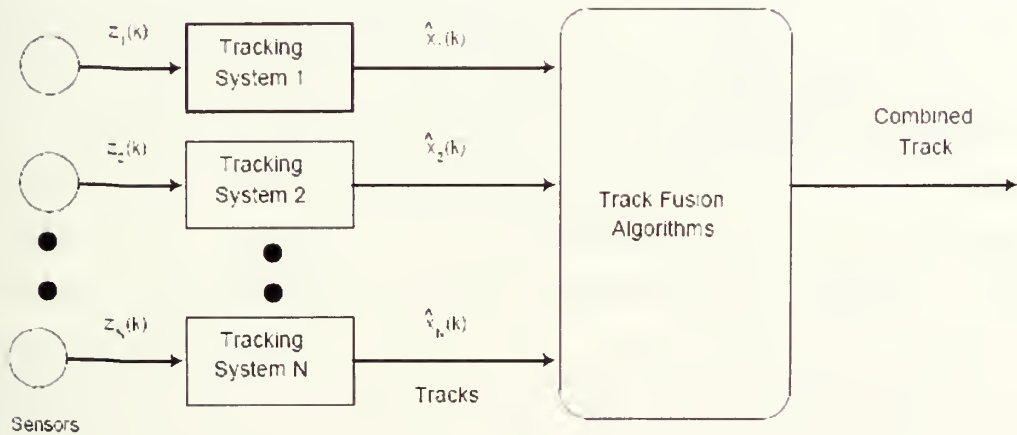 z₁(k)
Tracking
System 1
x̂₁(k)
z₂(k)
Tracking
System 2
x̂₂(k)
Track Fusion
Algorithms
Combined
Track
z_N(k)
Tracking
System N
x̂_N(k)
Tracks
Sensors